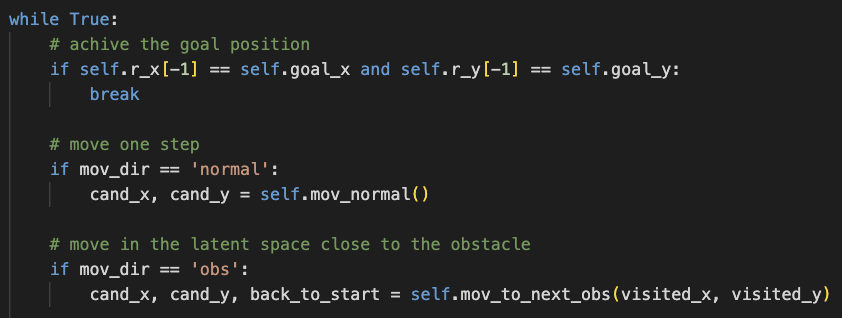 while True:
    # achive the goal position
    if self.r_x[-1] == self.goal_x and self.r_y[-1] == self.goal_y:
        break

    # move one step
    if mov_dir == 'normal':
        cand_x, cand_y = self.mov_normal()

    # move in the latent space close to the obstacle
    if mov_dir == 'obs':
        cand_x, cand_y, back_to_start = self.mov_to_next_obs(visited_x, visited_y)